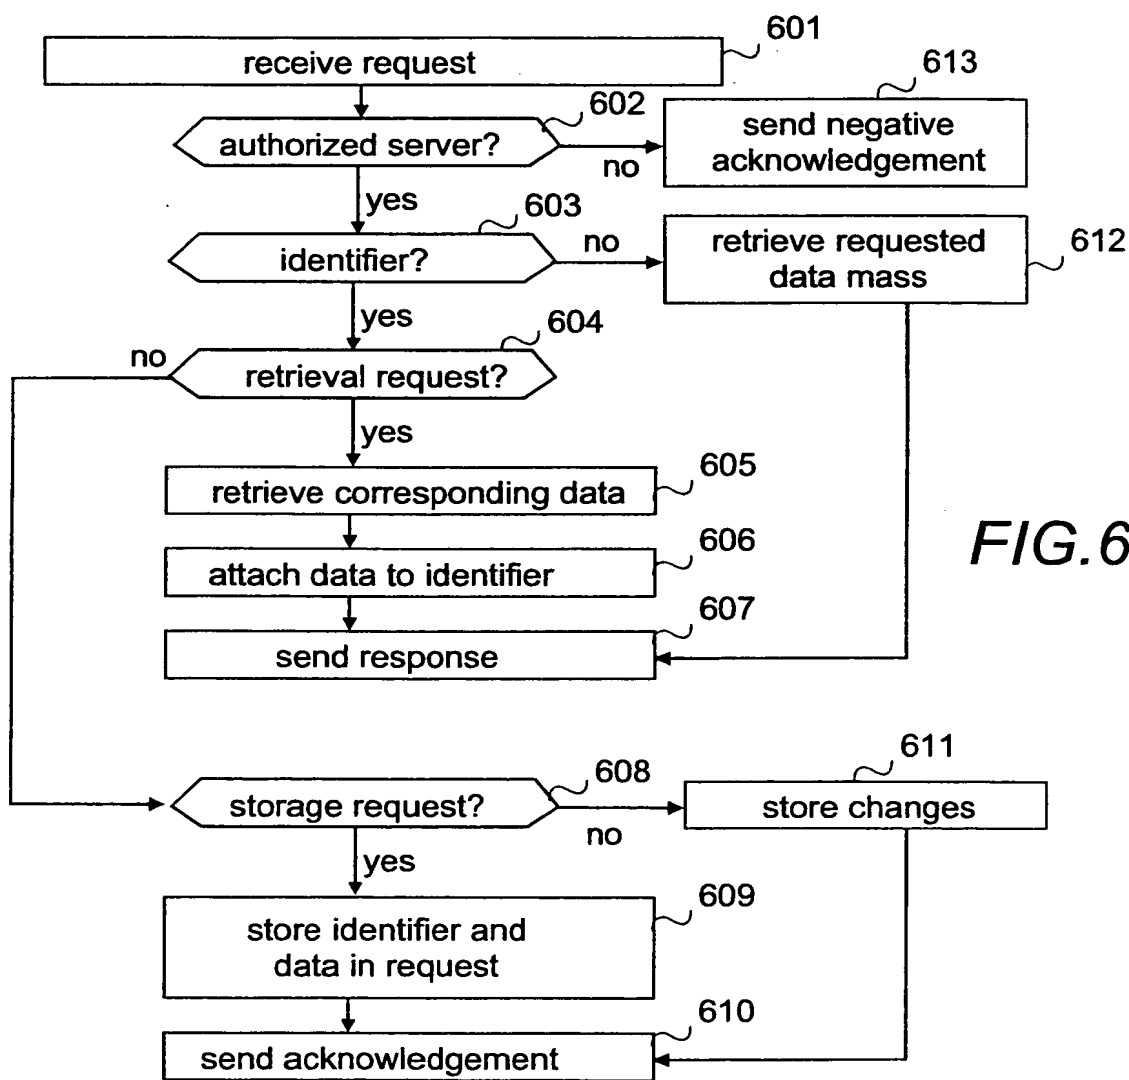 601
receive request
602
authorized server?
no
613
send negative
acknowledgement
yes
603
identifier?
no
612
retrieve requested
data mass
yes
604
no
retrieval request?
yes
605
retrieve corresponding data
606
attach data to identifier
FIG.6
607
send response
608
storage request?
no
611
store changes
yes
609
store identifier and
data in request
610
send acknowledgement